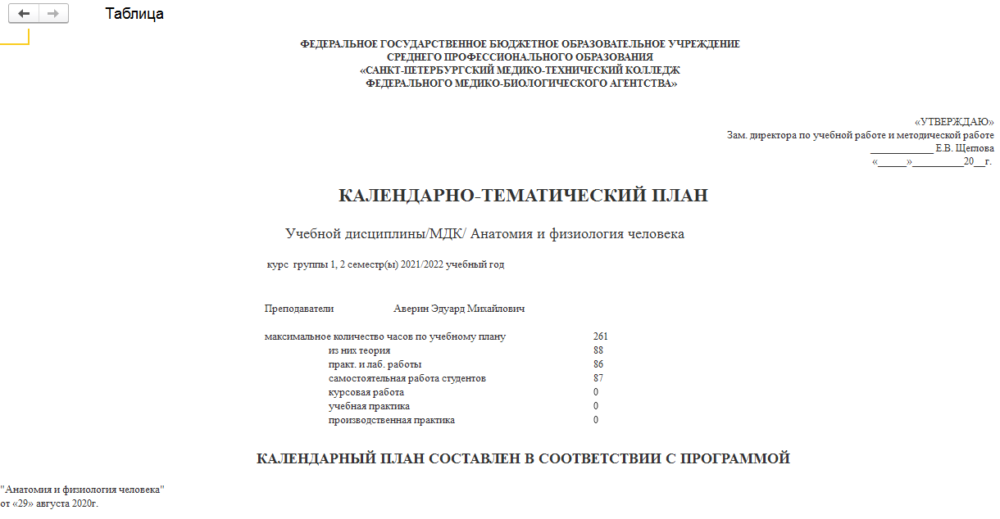 Таблица
ФЕДЕРАЛЬНОЕ ГОСУДАРСТВЕННОЕ БЮДЖЕТНОЕ ОБРАЗОВАТЕЛЬНОЕ УЧРЕЖДЕНИЕ
СРЕДНЕГО ПРОФЕССИОНАЛЬНОГО ОБРАЗОВАНИЯ
«САНКТ-ПЕТЕРБУРГСКИЙ МЕДИКО-ТЕХНИЧЕСКИЙ КОЛЛЕДЖ
ФЕДЕРАЛЬНОГО МЕДИКО-БИОЛОГИЧЕСКОГО АГЕНТСТВА»
«УТВЕРЖДАЮ»
Зам. директора по учебной работе и методической работе
____________ Е.В. Щеглова
«_____»_________20__г.
КАЛЕНДАРНО-ТЕМАТИЧЕСКИЙ ПЛАН
Учебной дисциплины/МДК/ Анатомия и физиология человека
курс группы 1, 2 семестр(ы) 2021/2022 учебный год
Преподаватели Аверин Эдуард Михайлович
максимальное количество часов по учебному плану 261
из них теория 88
практ. и лаб. работы 86
самостоятельная работа студентов 87
курсовая работа 0
учебная практика 0
производственная практика 0
КАЛЕНДАРНЫЙ ПЛАН СОСТАВЛЕН В СООТВЕТСТВИИ С ПРОГРАММОЙ
"Анатомия и физиология человека"
от «29» августа 2020г.